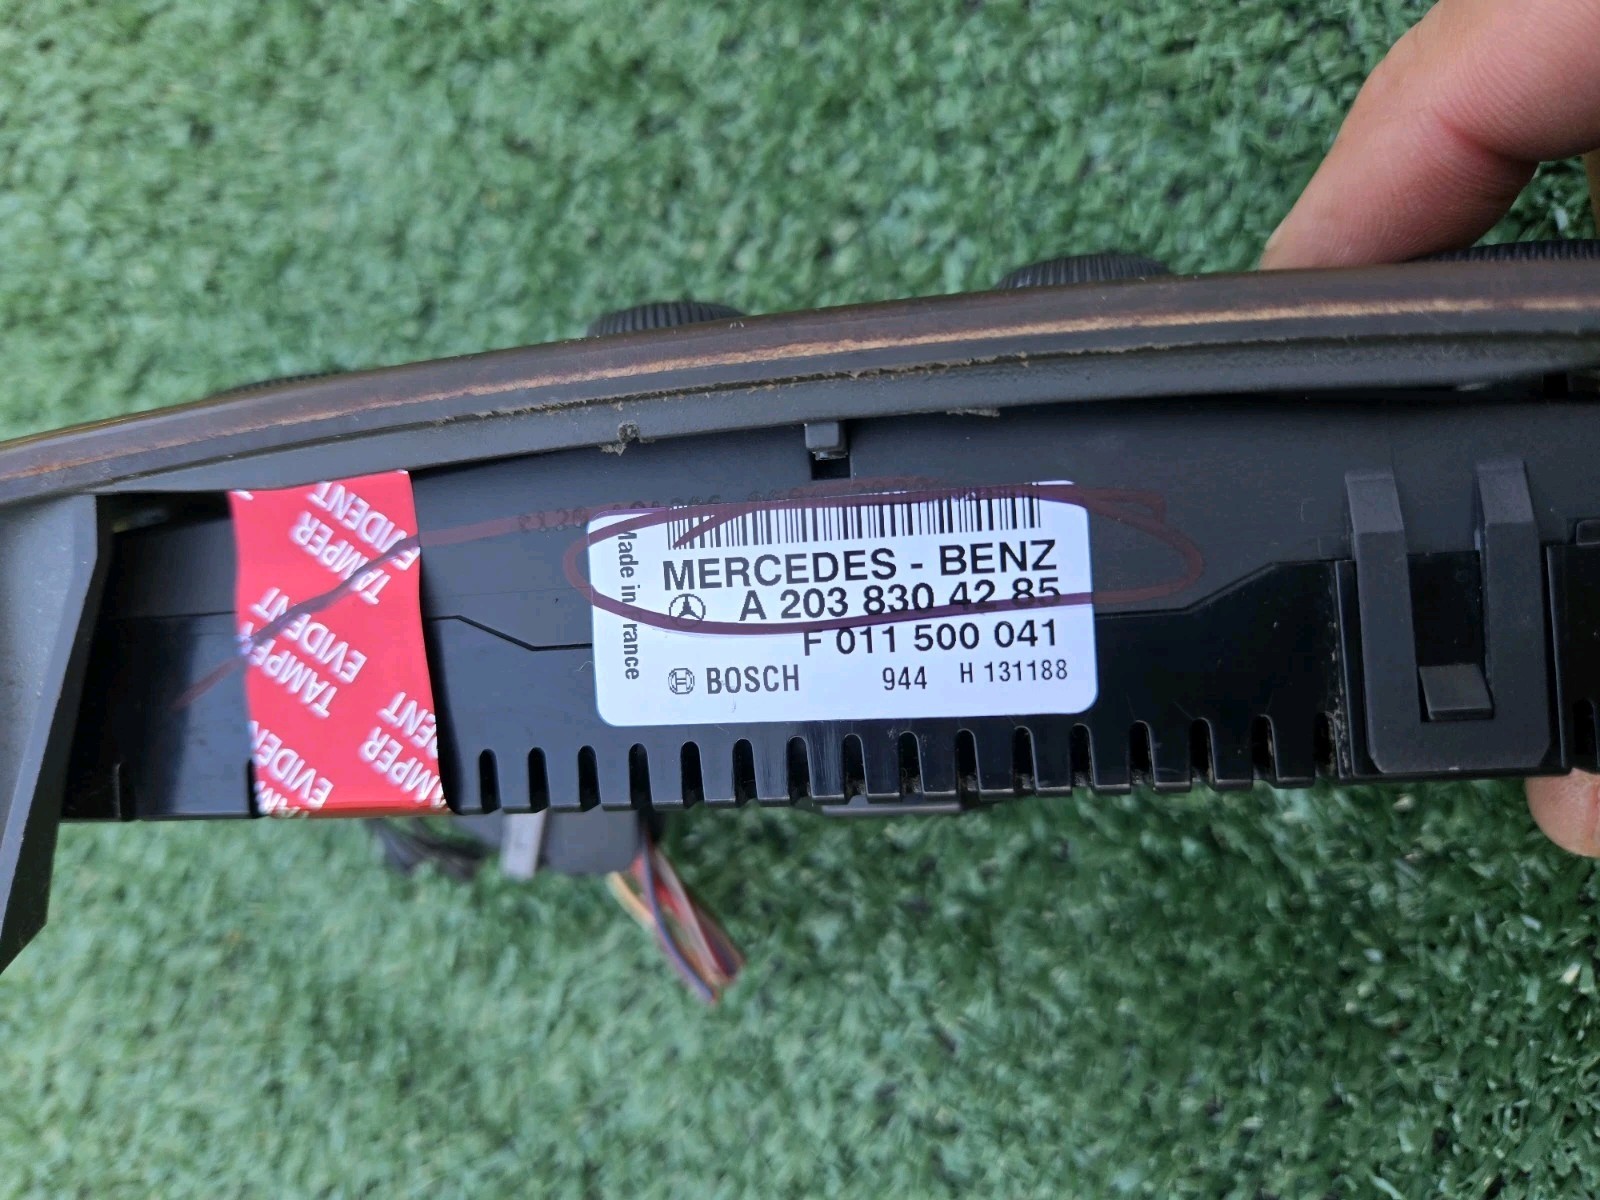 Made in France
MERCEDES - BENZ
A 203 830 42 85
F 011 500 041
BOSCH 944 H 131188
TAMPER
EVIDENT
TAMPER
EVIDENT
TAMPER
EVIDENT